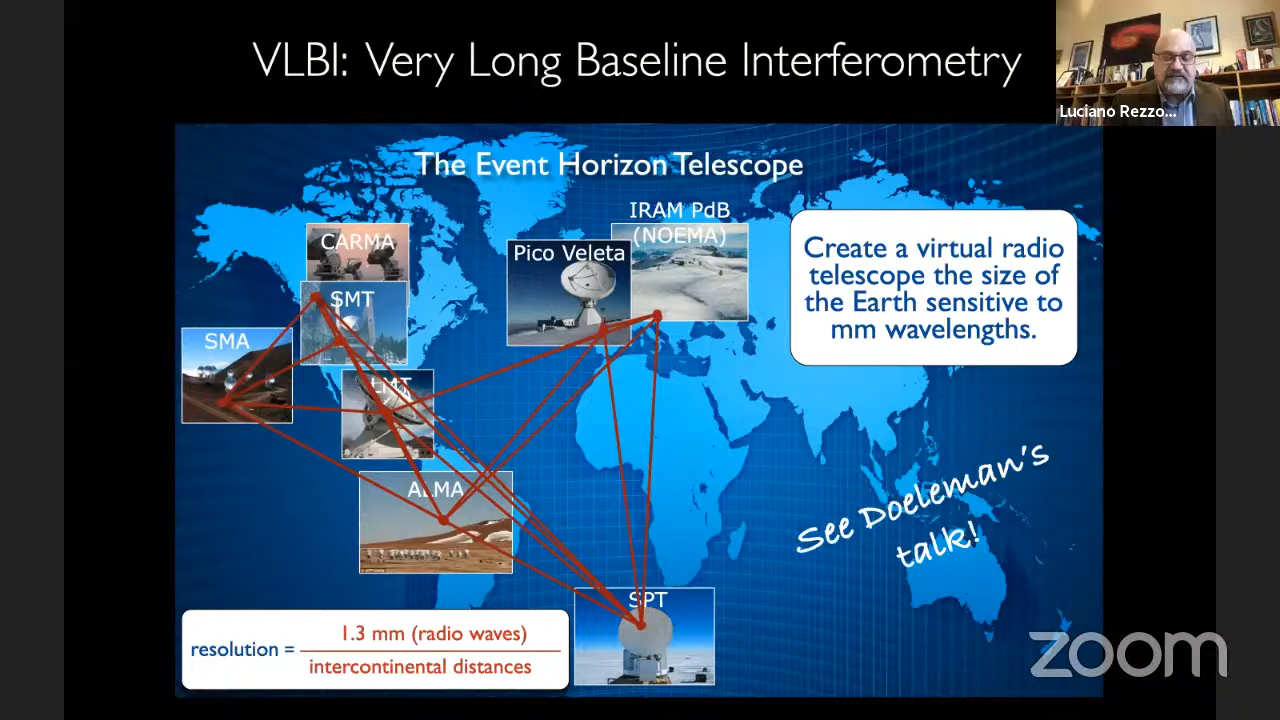 VLBI: Very Long Baseline Interferometry
Luciano Rezzo...
The Event Horizon Telescope
IRAM PdB
(NOEMA)
CARMA
Pico Veleta
Create a virtual radio
telescope the size of
the Earth sensitive to
mm wavelengths.
SMT
SMA
LMT
ALMA
See Doeleman's
talk!
SPT
resolution =
1.3 mm (radio waves)
intercontinental distances
zoom